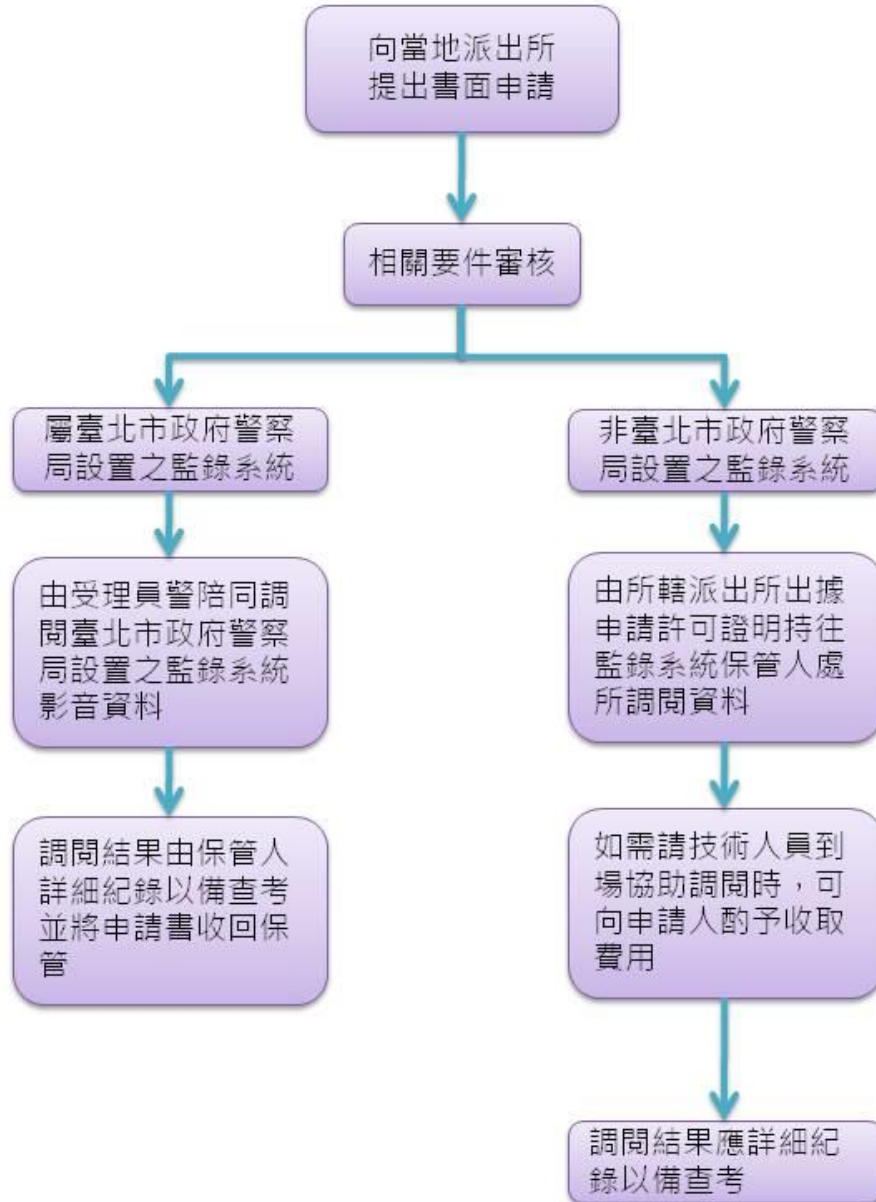 向當地派出所
提出書面申請
相關要件審核
屬臺北市政府警察
局設置之監錄系統
由受理員警陪同調
閱臺北市政府警察
局設置之監錄系統
影音資料
調閱結果由保管人
詳細紀錄以備查考
並將申請書收回保
管
非臺北市政府警察
局設置之監錄系統
由所轄派出所出據
申請許可證明持往
監錄系統保管人處
所調閱資料
如需請技術人員到
場協助調閱時，可
向申請人酌予收取
費用
調閱結果應詳細紀
錄以備查考